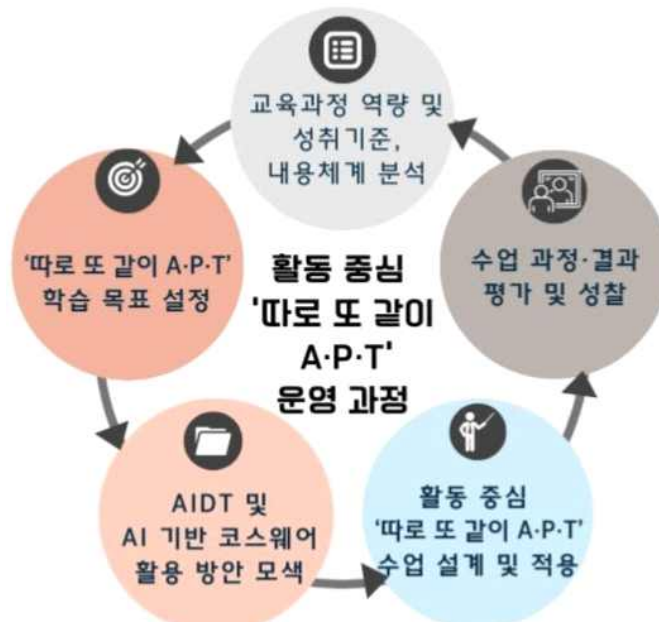 교육과정 역량 및
성취기준,
내용체계 분석
'따로 또 같이 A·P·T'
학습 목표 설정
활동 중심
'따로 또 같이
A·P·T'
운영 과정
수업 과정·결과
평가 및 성찰
AIDT 및
AI 기반 코스웨어
활용 방안 모색
활동 중심
'따로 또 같이 A·P·T'
수업 설계 및 적용